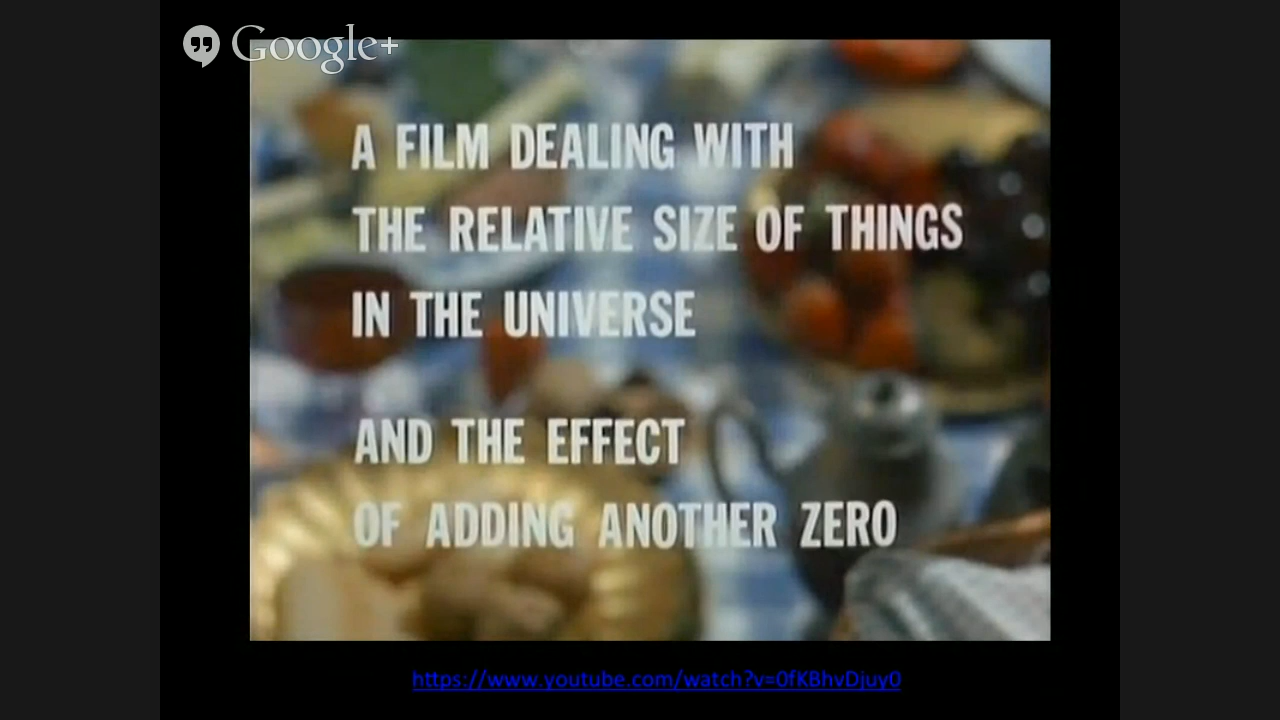 Google+
A FILM DEALING WITH
THE RELATIVE SIZE OF THINGS
IN THE UNIVERSE
AND THE EFFECT
OF ADDING ANOTHER ZERO
https://www.youtube.com/watch?v=0fKBhvDjuy0